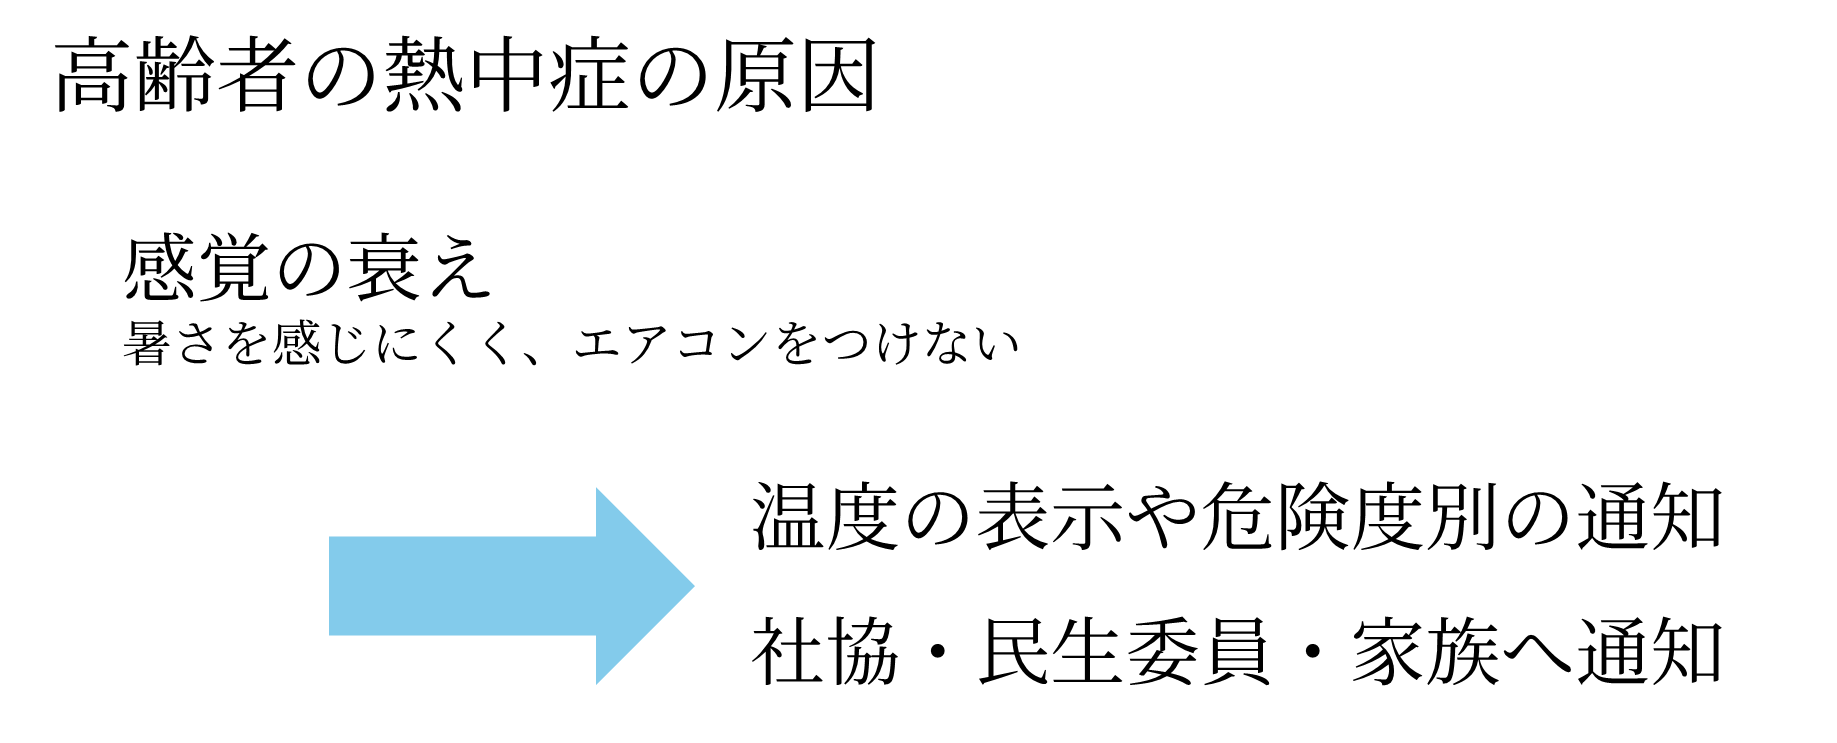 高齢者の熱中症の原因
感覚の衰え
暑さを感じにくく、エアコンをつけない
温度の表示や危険度別の通知
社協・民生委員・家族へ通知